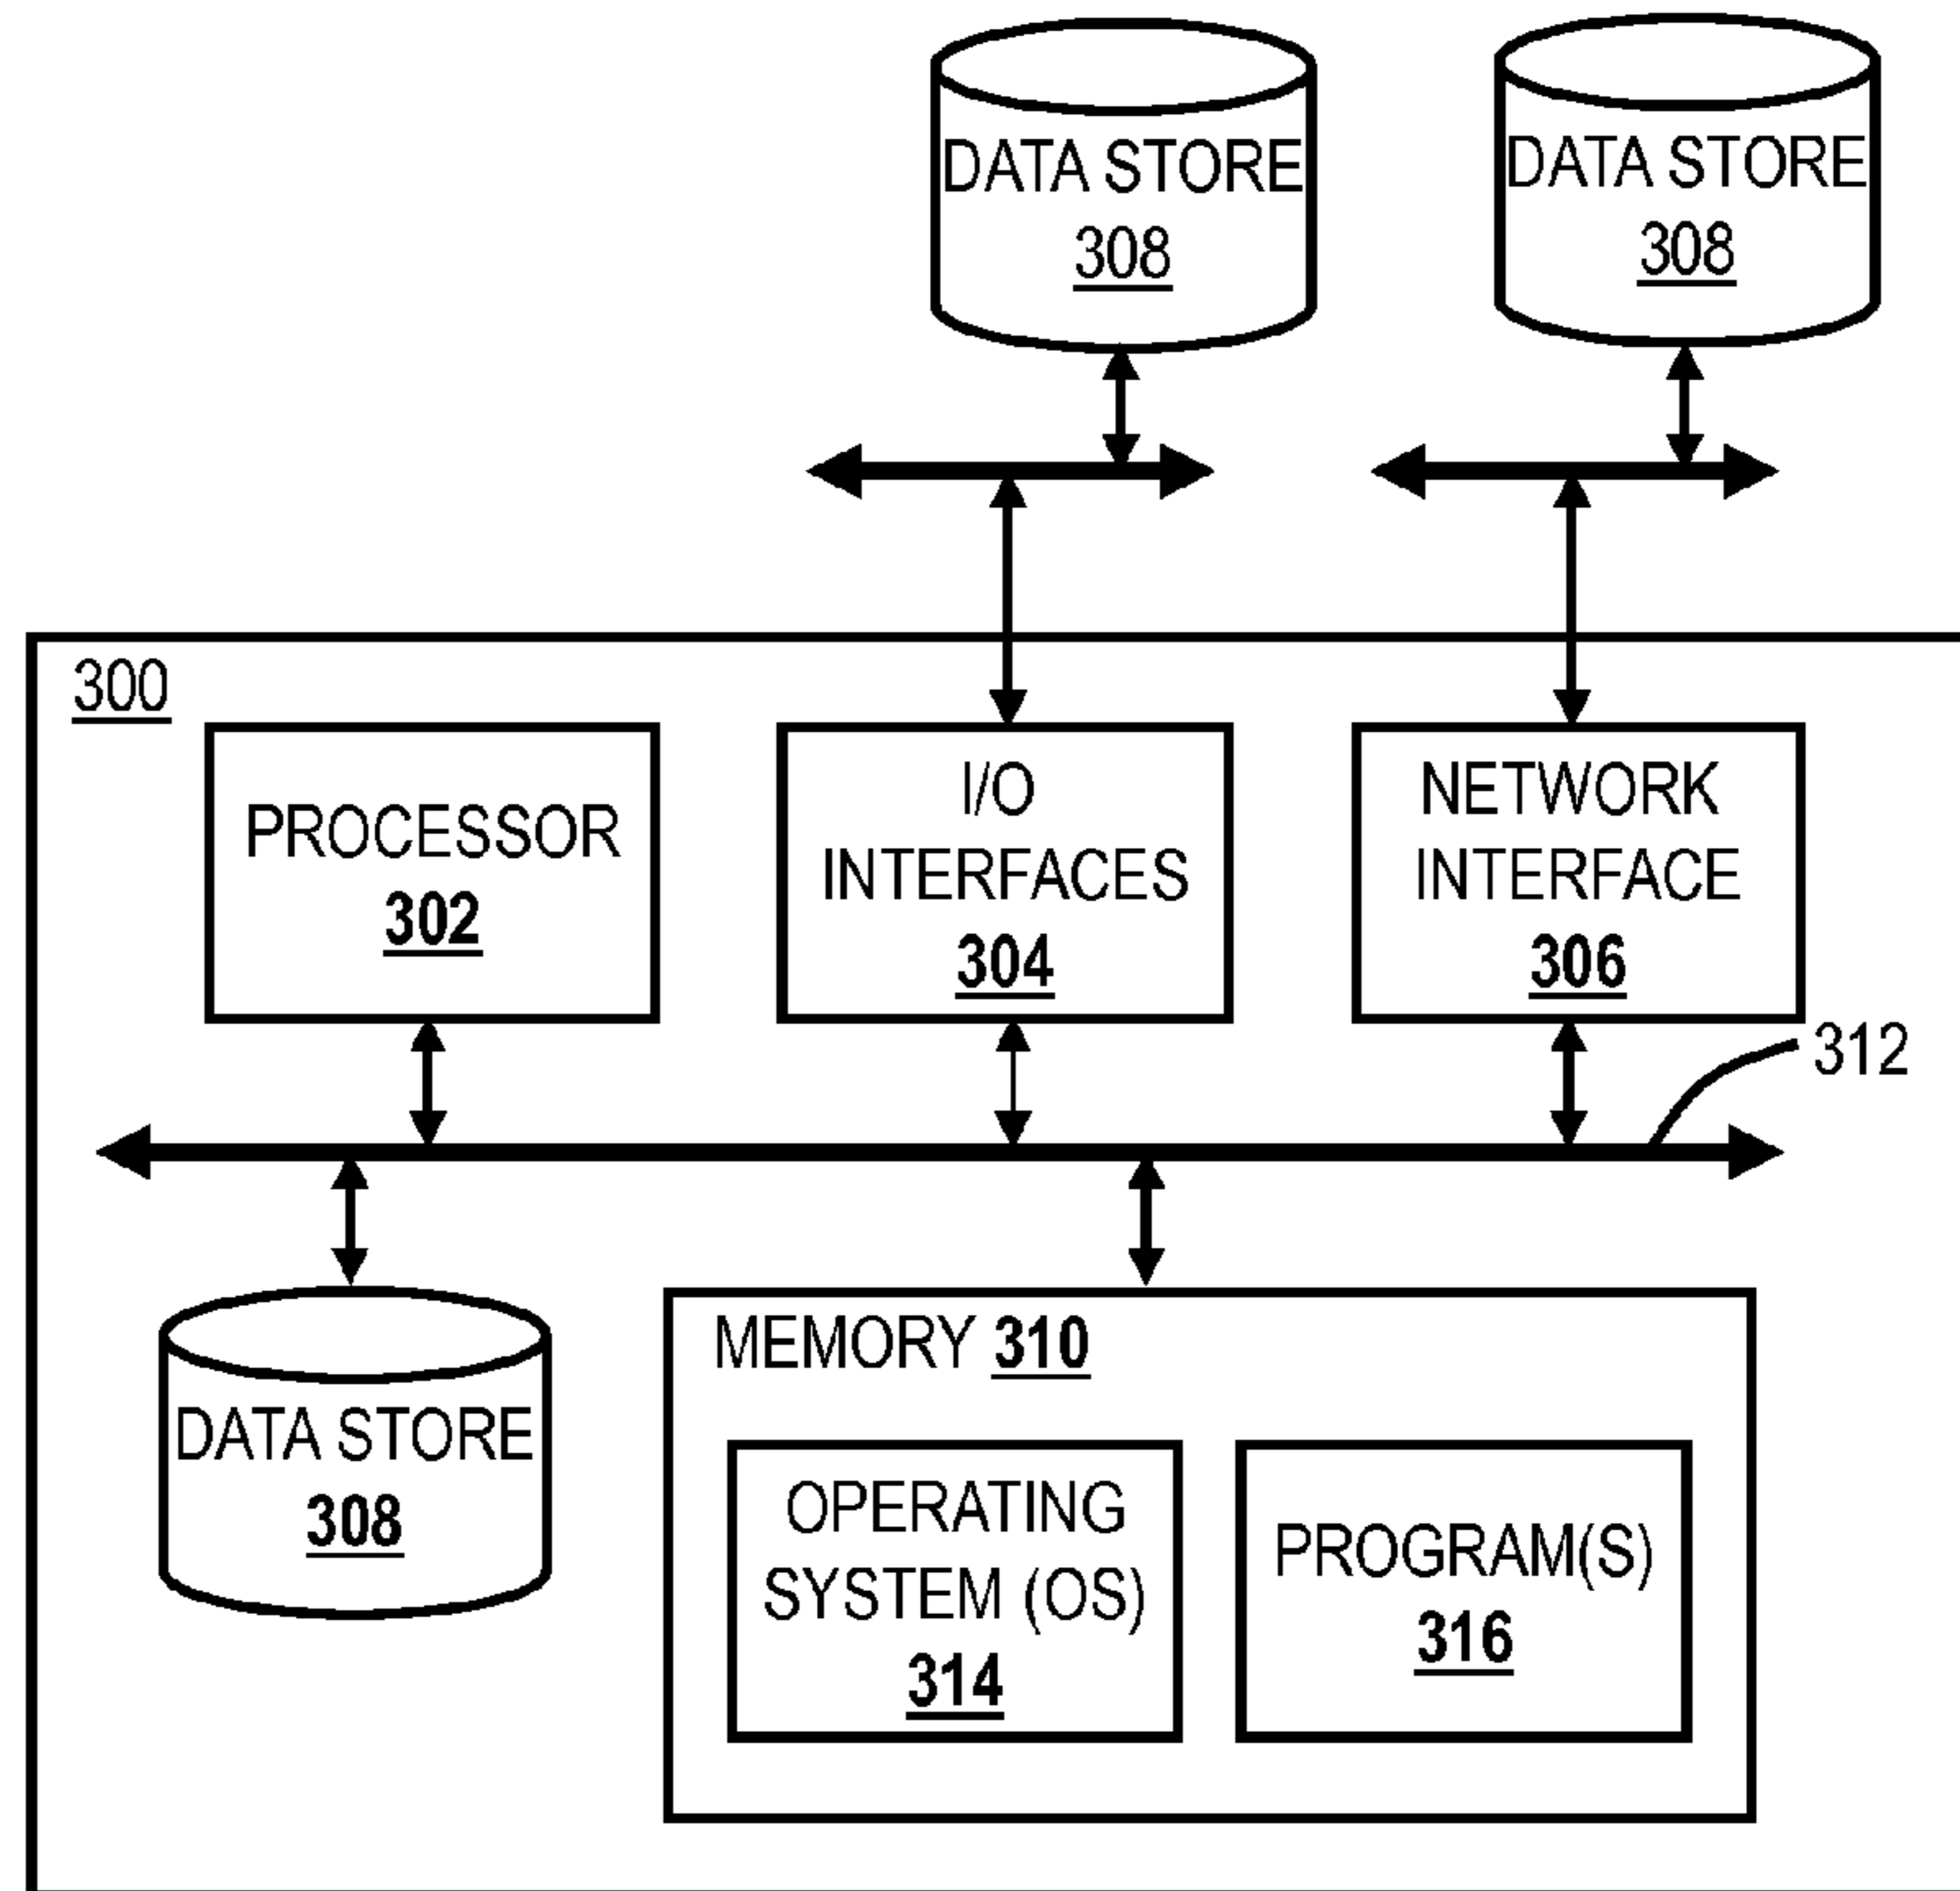 DATA STORE
308
DATA STORE
308
300
PROCESSOR
302
I/O
INTERFACES
304
NETWORK
INTERFACE
306
312
DATA STORE
308
MEMORY 310
OPERATING
SYSTEM (OS)
314
PROGRAM(S)
316